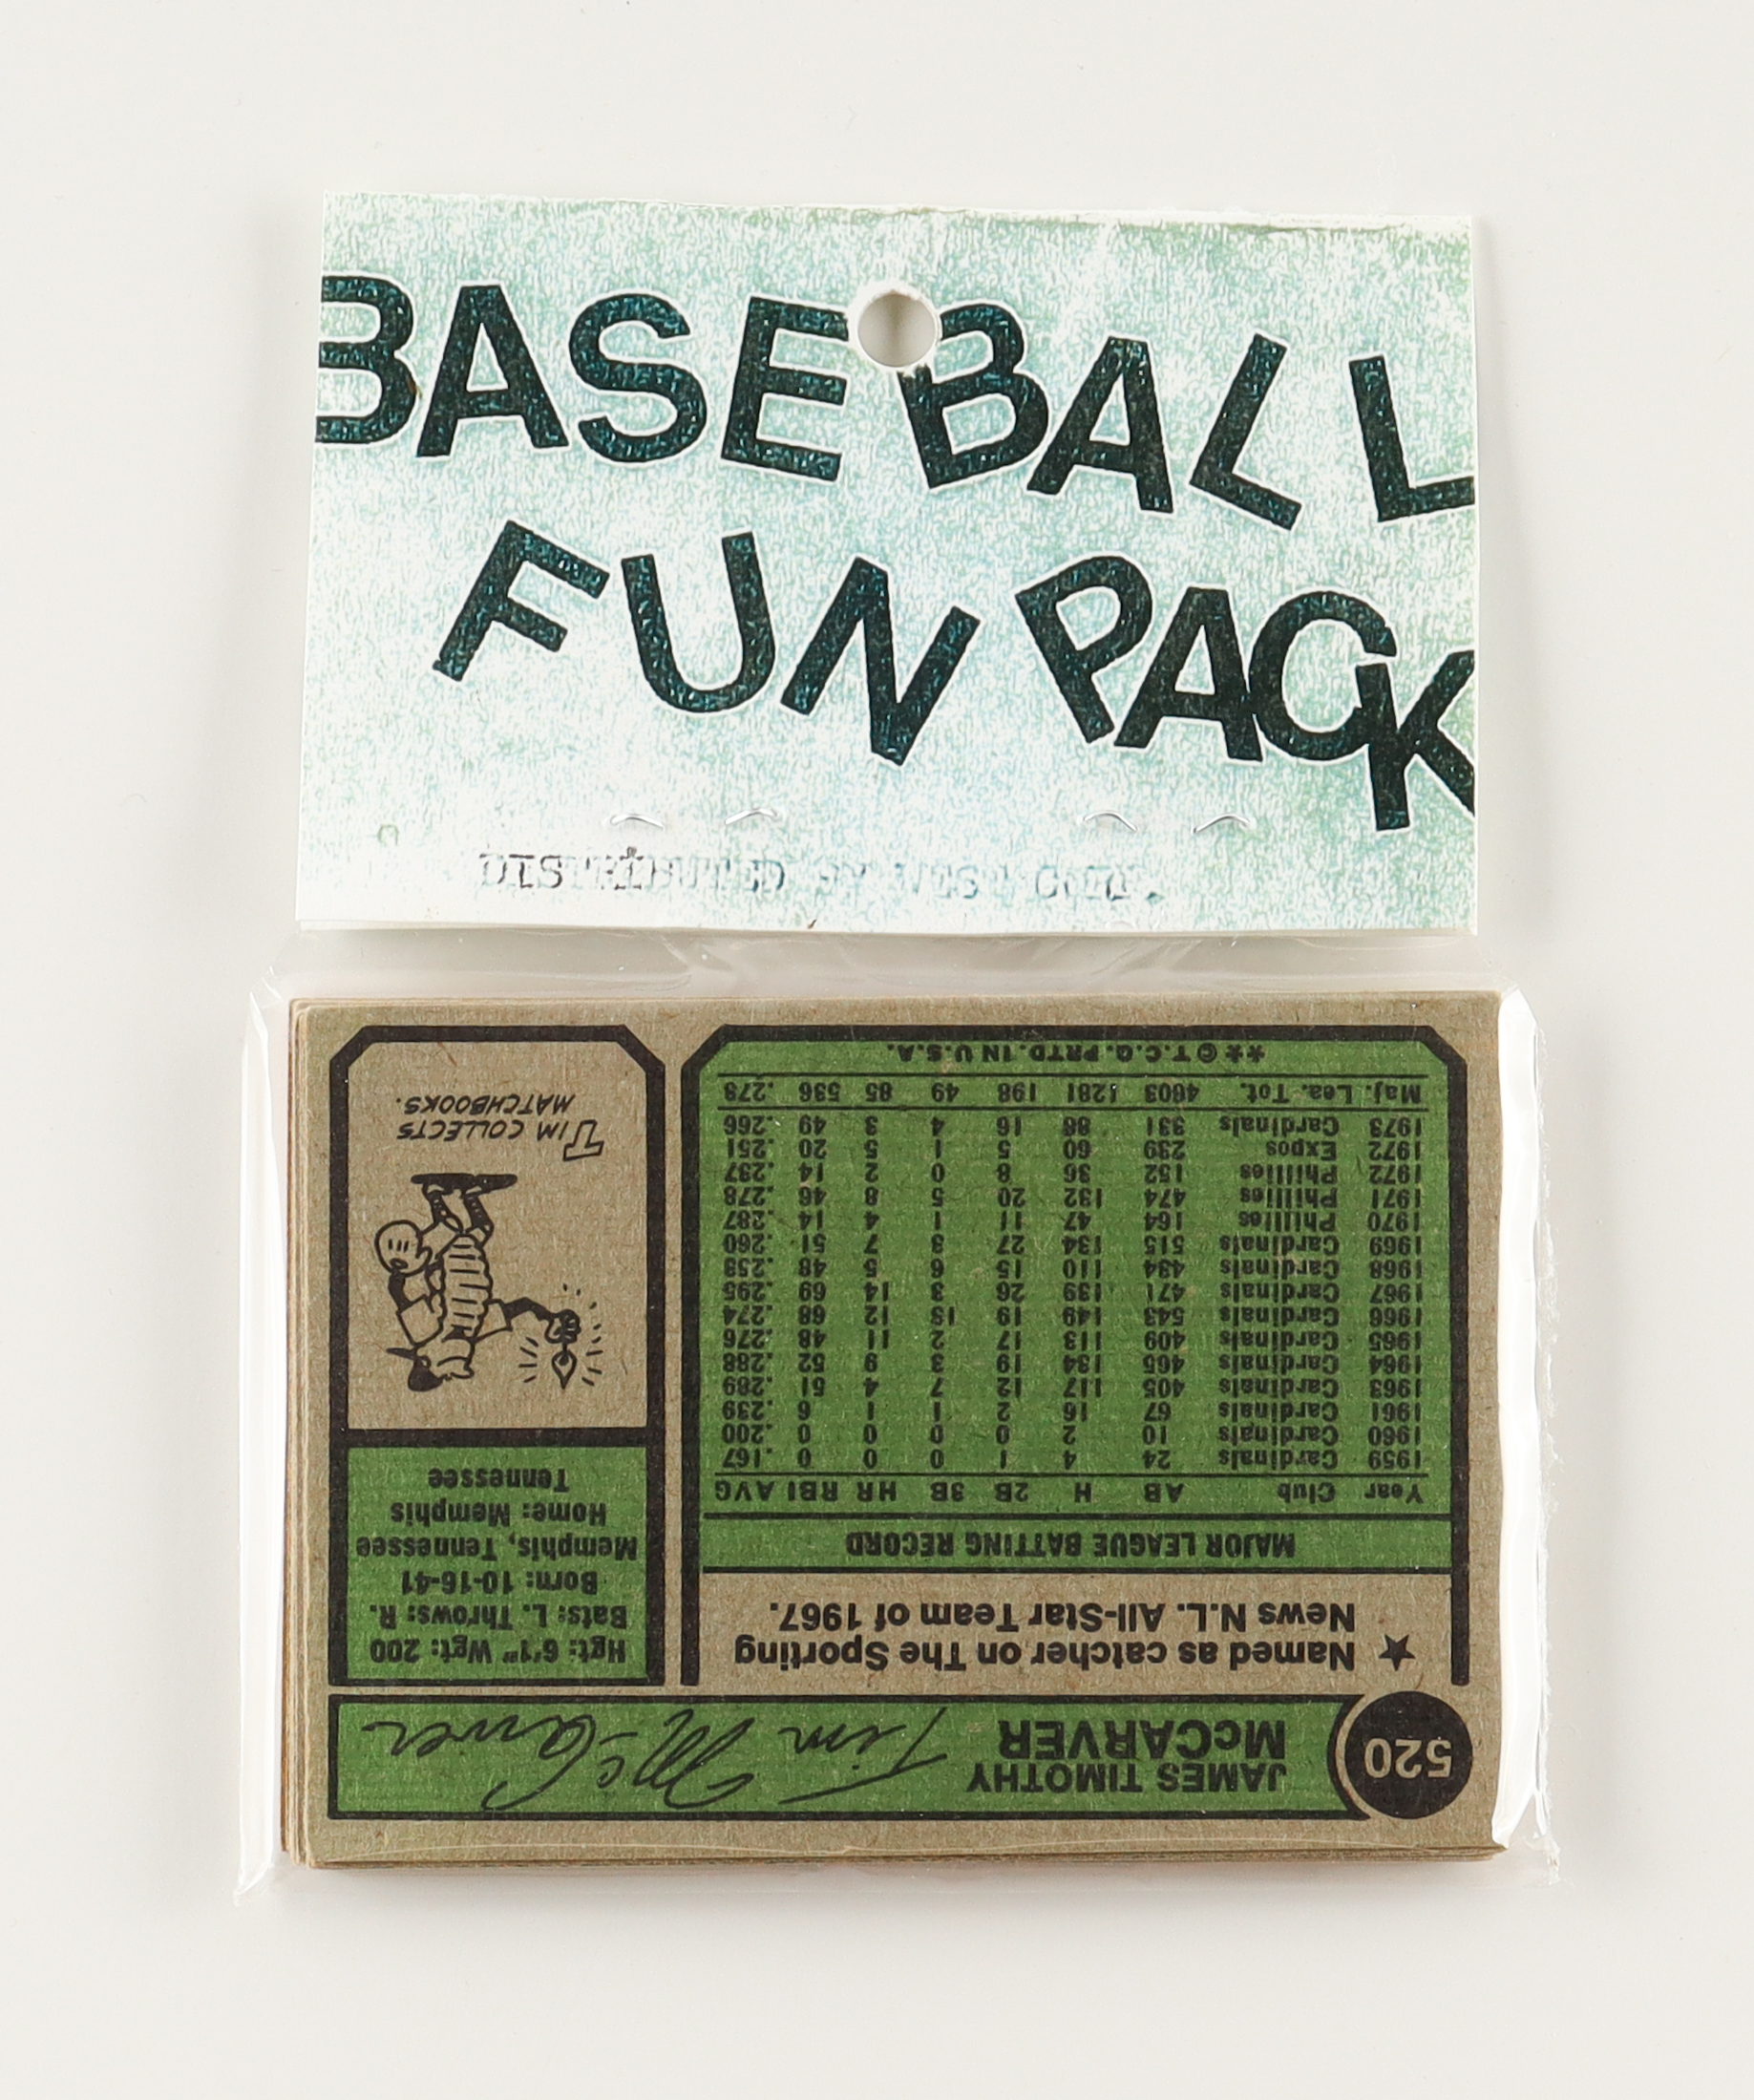 BASEBALL
FUN PACK
DISTRIBUTED BY WEST
520
JAMES TIMOTHY
McCARVER
Tim McCarver
Hgt: 6'1" Wgt: 200
Bats: L. Throws: R.
Born: 10-16-41
Memphis, Tennessee
Home: Memphis
Tennessee
TIM COLLECTS
MATCHBOOKS.
★ Named as catcher on The Sporting
News N.L. All-Star Team of 1967.
MAJOR LEAGUE BATTING RECORD
Year Club AB H 2B 3B HR RBI AVG
1959 Cardinals 24 4 1 0 0 0 .167
1960 Cardinals 10 2 0 0 0 0 .200
1961 Cardinals 67 16 2 1 1 6 .239
1963 Cardinals 405 117 12 7 4 51 .289
1964 Cardinals 465 134 19 3 9 52 .288
1965 Cardinals 409 113 17 2 11 48 .276
1966 Cardinals 543 149 19 13 12 68 .274
1967 Cardinals 471 139 26 3 14 69 .295
1968 Cardinals 434 110 15 6 5 48 .253
1969 Cardinals 515 134 27 3 7 51 .260
1970 Phillies 164 47 11 1 4 14 .287
1971 Phillies 474 132 20 5 8 46 .278
1972 Phillies 152 36 8 0 2 14 .237
1972 Expos 239 60 5 1 5 20 .251
1973 Cardinals 331 88 16 4 3 49 .266
Maj. Lea. Tot. 4603 1281 198 49 85 536 .278
**© T.C.G. PRTD. IN U.S.A.